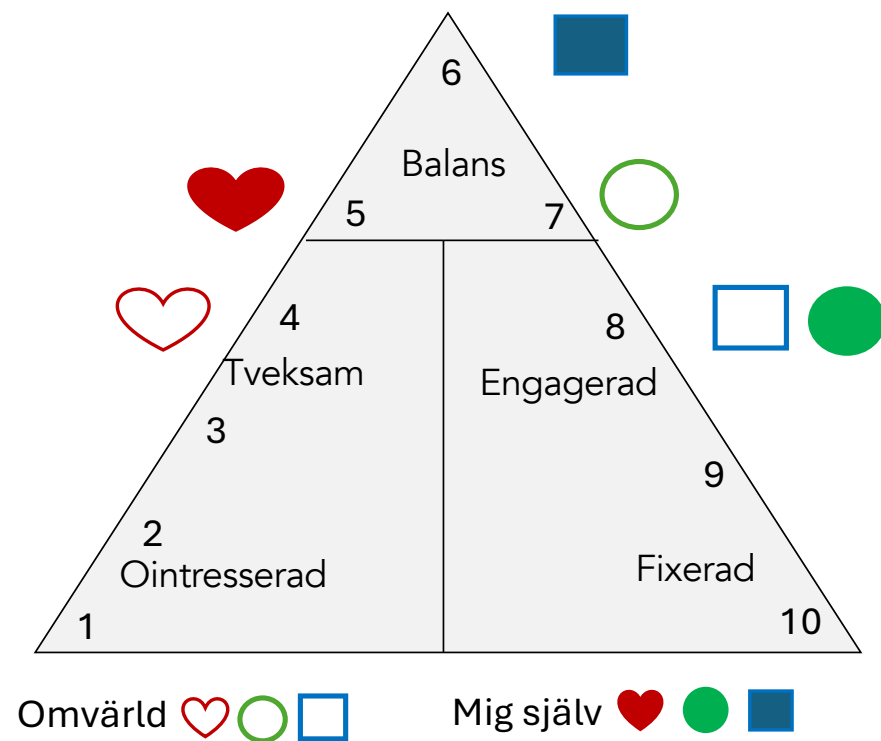 6
Balans
5 7
4 8
Tveksam Engagerad
3
9
2
Ointresserad Fixerad
1 10
Omvärld Mig själv